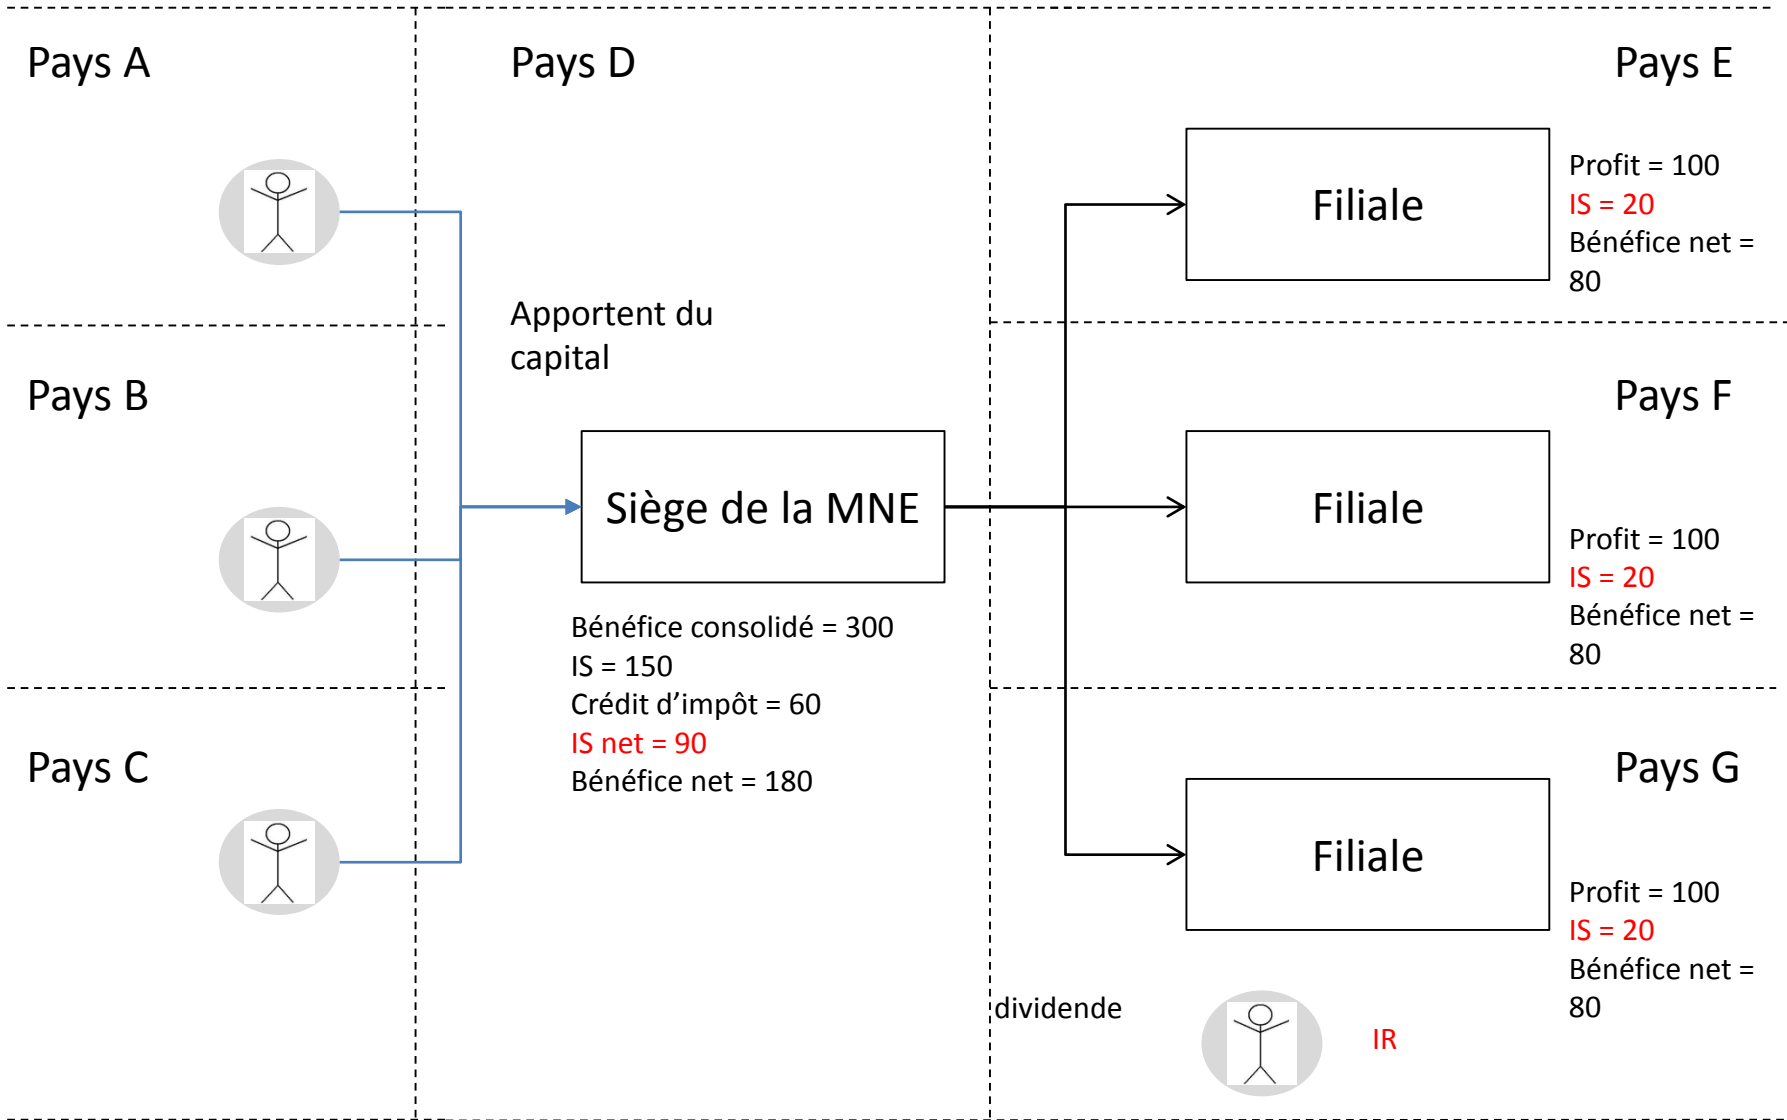 Pays A
Pays D
Pays E
Filiale
Profit = 100
IS = 20
Bénéfice net =
80
Apportent du
capital
Pays B
Pays F
Siège de la MNE
Filiale
Profit = 100
IS = 20
Bénéfice net =
80
Bénéfice consolidé = 300
IS = 150
Crédit d’impôt = 60
IS net = 90
Bénéfice net = 180
Pays C
Pays G
Filiale
Profit = 100
IS = 20
Bénéfice net =
80
dividende
IR